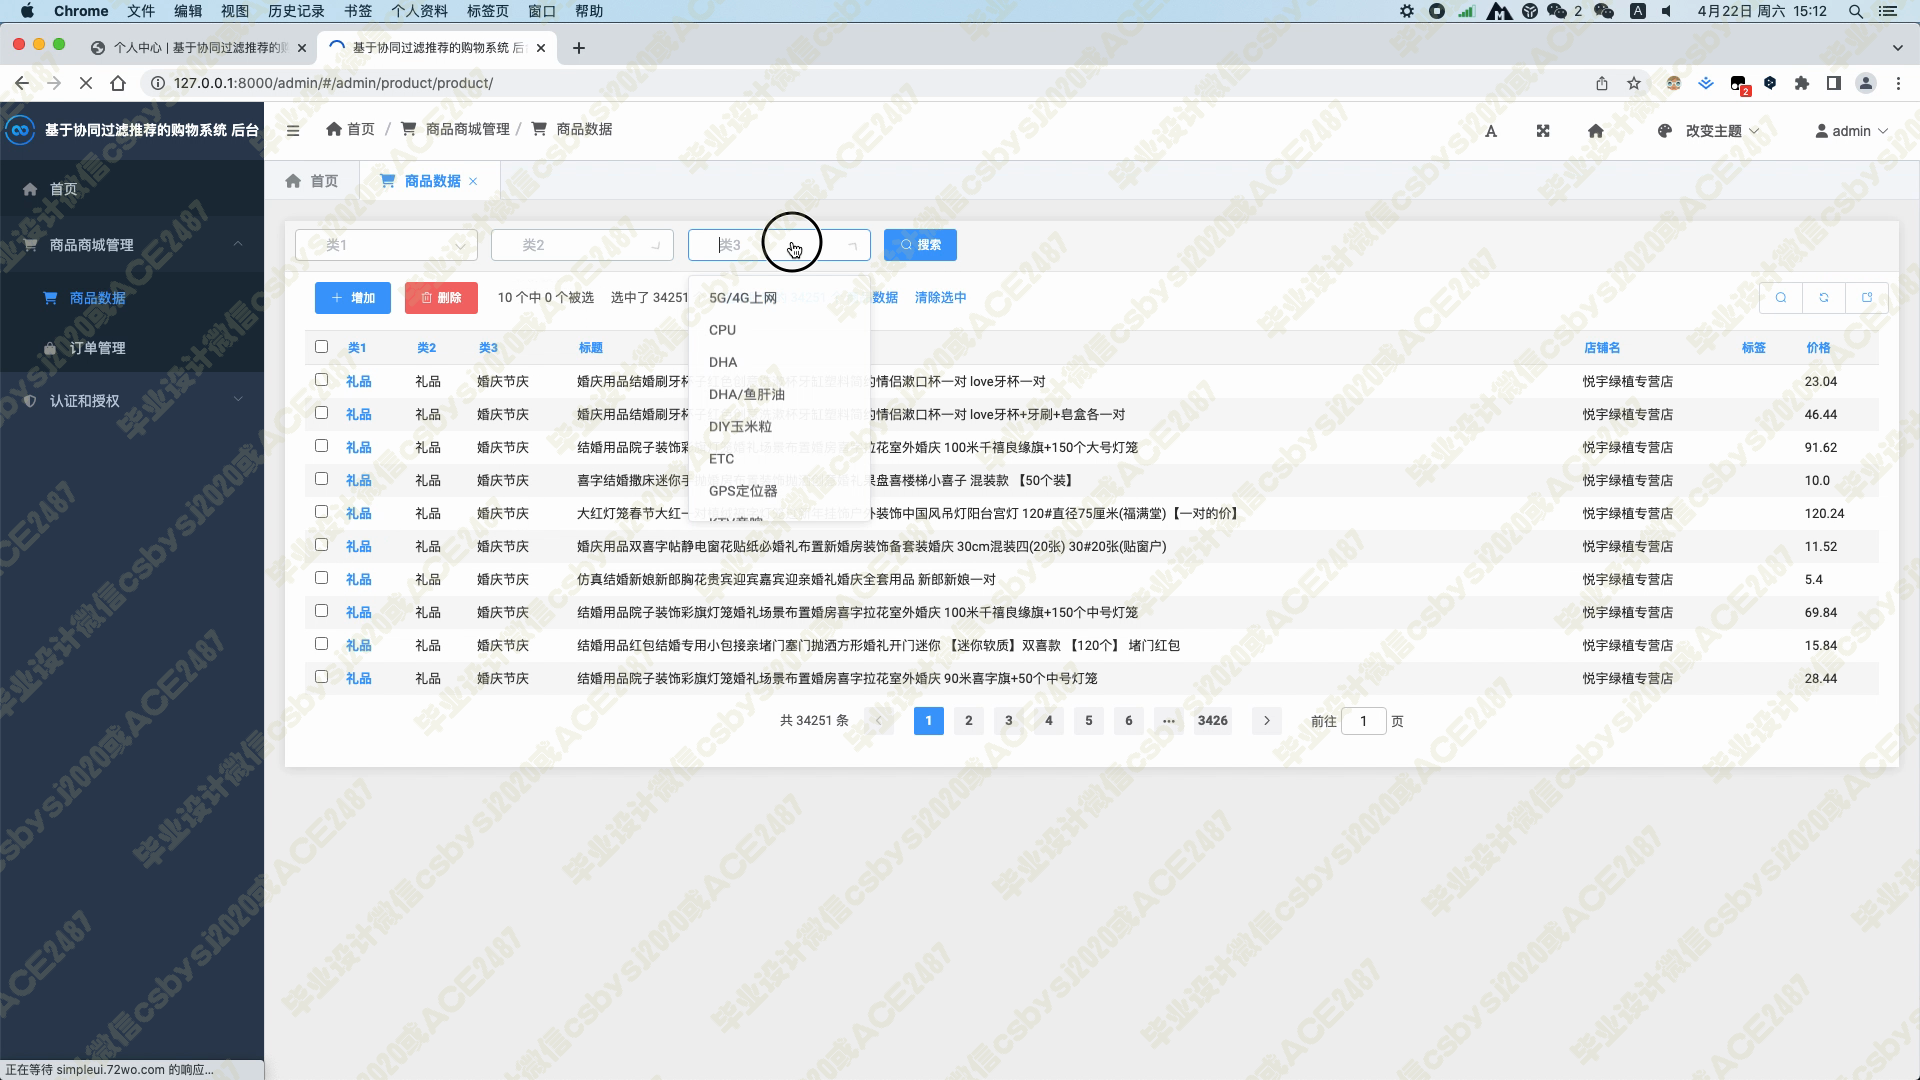 Chrome 文件 编辑 视图 历史记录 书签 个人资料 标签页 窗口 帮助 2 A 4月22日 周六 15:12
个人中心 | 基于协同过滤推荐的 基于协同过滤推荐的购物系统 后
127.0.0.1:8000/admin/#/admin/product/product/ 2
基于协同过滤推荐的购物系统 后台 首页 / 商品商城管理 / 商品数据 A 改变主题 admin
首页 商品数据
首页
商品商城管理
商品数据
订单管理
认证和授权
类1 类2 类3 搜索
增加 删除 10 个中 0 个被选 选中了 34251 数据 清除选中
5G/4G上网
CPU
DHA
DHA/鱼肝油
DIY玉米粒
ETC
GPS定位器
类1 类2 类3 标题 店铺名 标签 价格
礼品 礼品 婚庆节庆 婚庆用品结婚刷牙杯 情侣漱口杯一对 love牙杯一对 悦宇绿植专营店 23.04
礼品 礼品 婚庆节庆 婚庆用品结婚刷牙杯 情侣漱口杯一对 love牙杯+牙刷+皂盒各一对 悦宇绿植专营店 46.44
礼品 礼品 婚庆节庆 结婚用品院子装饰彩 拉花室外婚庆 100米千禧良缘旗+150个大号灯笼 悦宇绿植专营店 91.62
礼品 礼品 婚庆节庆 喜字结婚撒床迷你手 果盘喜楼梯小喜子 混装款 【50个装】 悦宇绿植专营店 10.0
礼品 礼品 婚庆节庆 大红灯笼春节大红一 外装饰中国风吊灯阳台宫灯 120#直径75厘米(福满堂)【一对的价】 悦宇绿植专营店 120.24
礼品 礼品 婚庆节庆 婚庆用品双喜字帖静电窗花贴纸必婚礼布置新婚房装饰备套装婚庆 30cm混装四(20张) 30#20张(贴窗户) 悦宇绿植专营店 11.52
礼品 礼品 婚庆节庆 仿真结婚新娘新郎胸花贵宾迎宾嘉宾迎亲婚礼婚庆全套用品 新郎新娘一对 悦宇绿植专营店 5.4
礼品 礼品 婚庆节庆 结婚用品院子装饰彩旗灯笼婚礼场景布置婚房喜字拉花室外婚庆 100米千禧良缘旗+150个中号灯笼 悦宇绿植专营店 69.84
礼品 礼品 婚庆节庆 结婚用品红包结婚专用小包接亲堵门塞门抛洒方形婚礼开门迷你 【迷你软质】双喜款 【120个】 堵门红包 悦宇绿植专营店 15.84
礼品 礼品 婚庆节庆 结婚用品院子装饰彩旗灯笼婚礼场景布置婚房喜字拉花室外婚庆 90米喜字旗+50个中号灯笼 悦宇绿植专营店 28.44
共 34251 条 1 2 3 4 5 6 ··· 3426 前往 1 页
正在等待 simpleui.72wo.com 的响应...
毕业设计微信csbysj2020或ACE2487